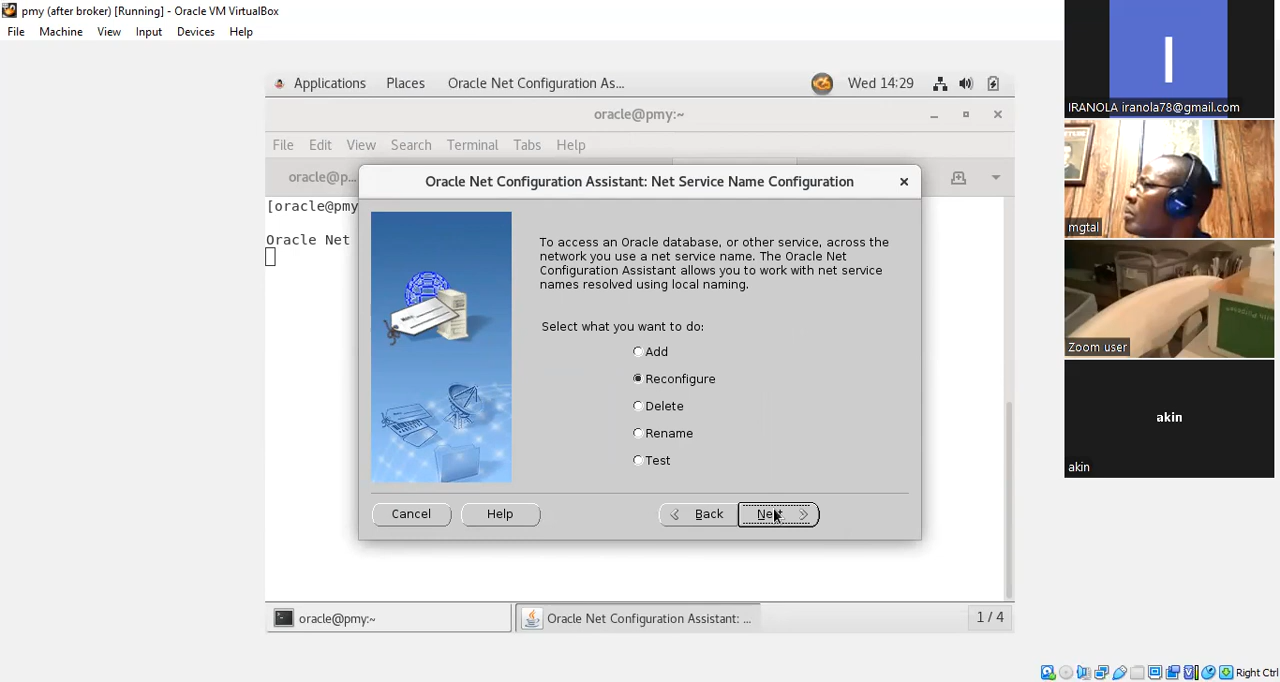 pmy (after broker) [Running] - Oracle VM VirtualBox
File Machine View Input Devices Help
Applications Places Oracle Net Configuration As... Wed 14:29
oracle@pmy:~
File Edit View Search Terminal Tabs Help
oracle@p...
[oracle@pmy
Oracle Net
Oracle Net Configuration Assistant: Net Service Name Configuration
To access an Oracle database, or other service, across the
network you use a net service name. The Oracle Net
Configuration Assistant allows you to work with net service
names resolved using local naming.
Select what you want to do:
Add
Reconfigure
Delete
Rename
Test
Cancel Help Back Next
oracle@pmy:~ Oracle Net Configuration Assistant: ... 1 / 4
I
IRANOLA iranola78@gmail.com
mgtal
Zoom user
akin
akin
Right Ctrl